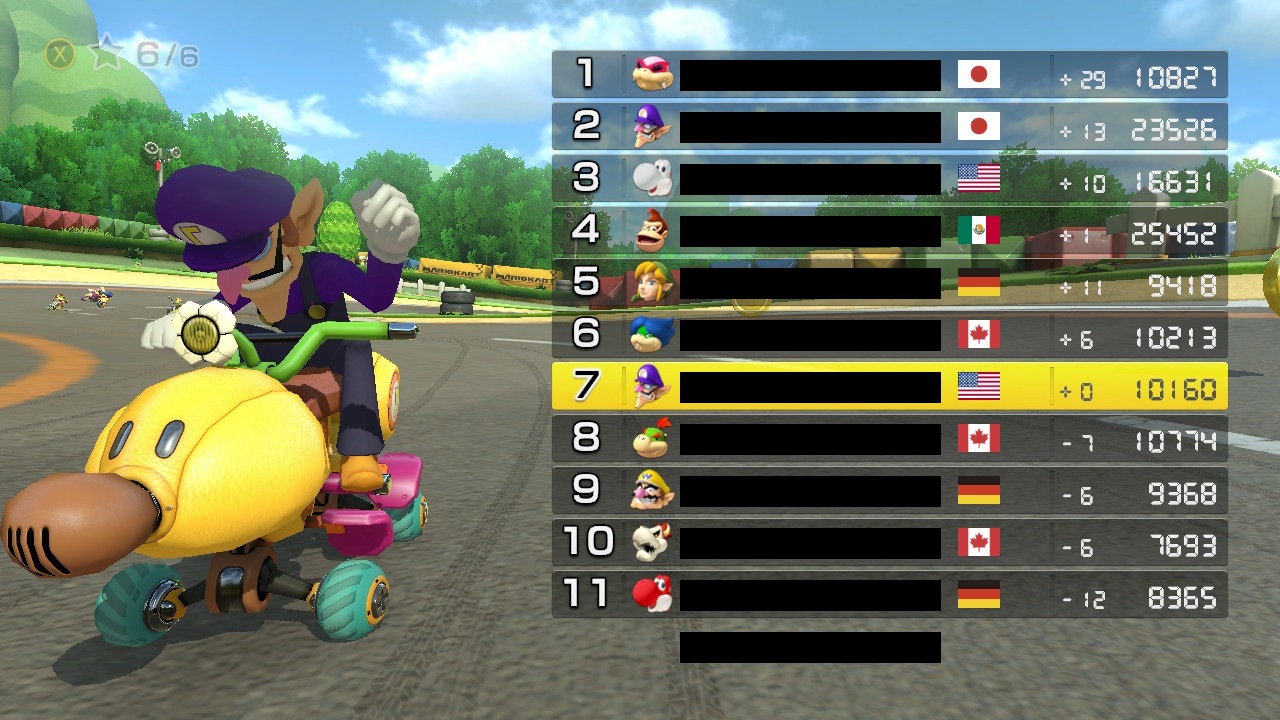 X ☆ 6/6
1 + 29 10827
2 + 13 23526
3 + 10 16631
4 + 1 25452
5 + 11 9418
6 + 6 10213
7 + 0 10160
8 - 7 10774
9 - 6 9368
10 - 6 7693
11 - 12 8365
MARIOKART MARIOKART